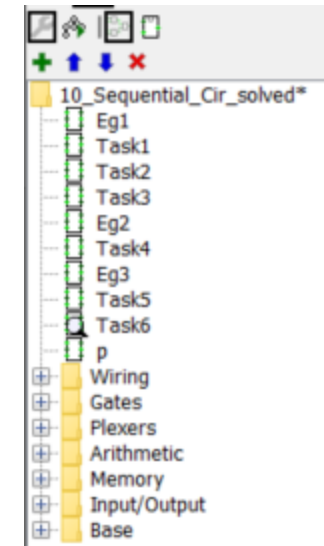 10_Sequential_Cir_solved*
Eg1
Task1
Task2
Task3
Eg2
Task4
Eg3
Task5
Task6
p
Wiring
Gates
Plexers
Arithmetic
Memory
Input/Output
Base